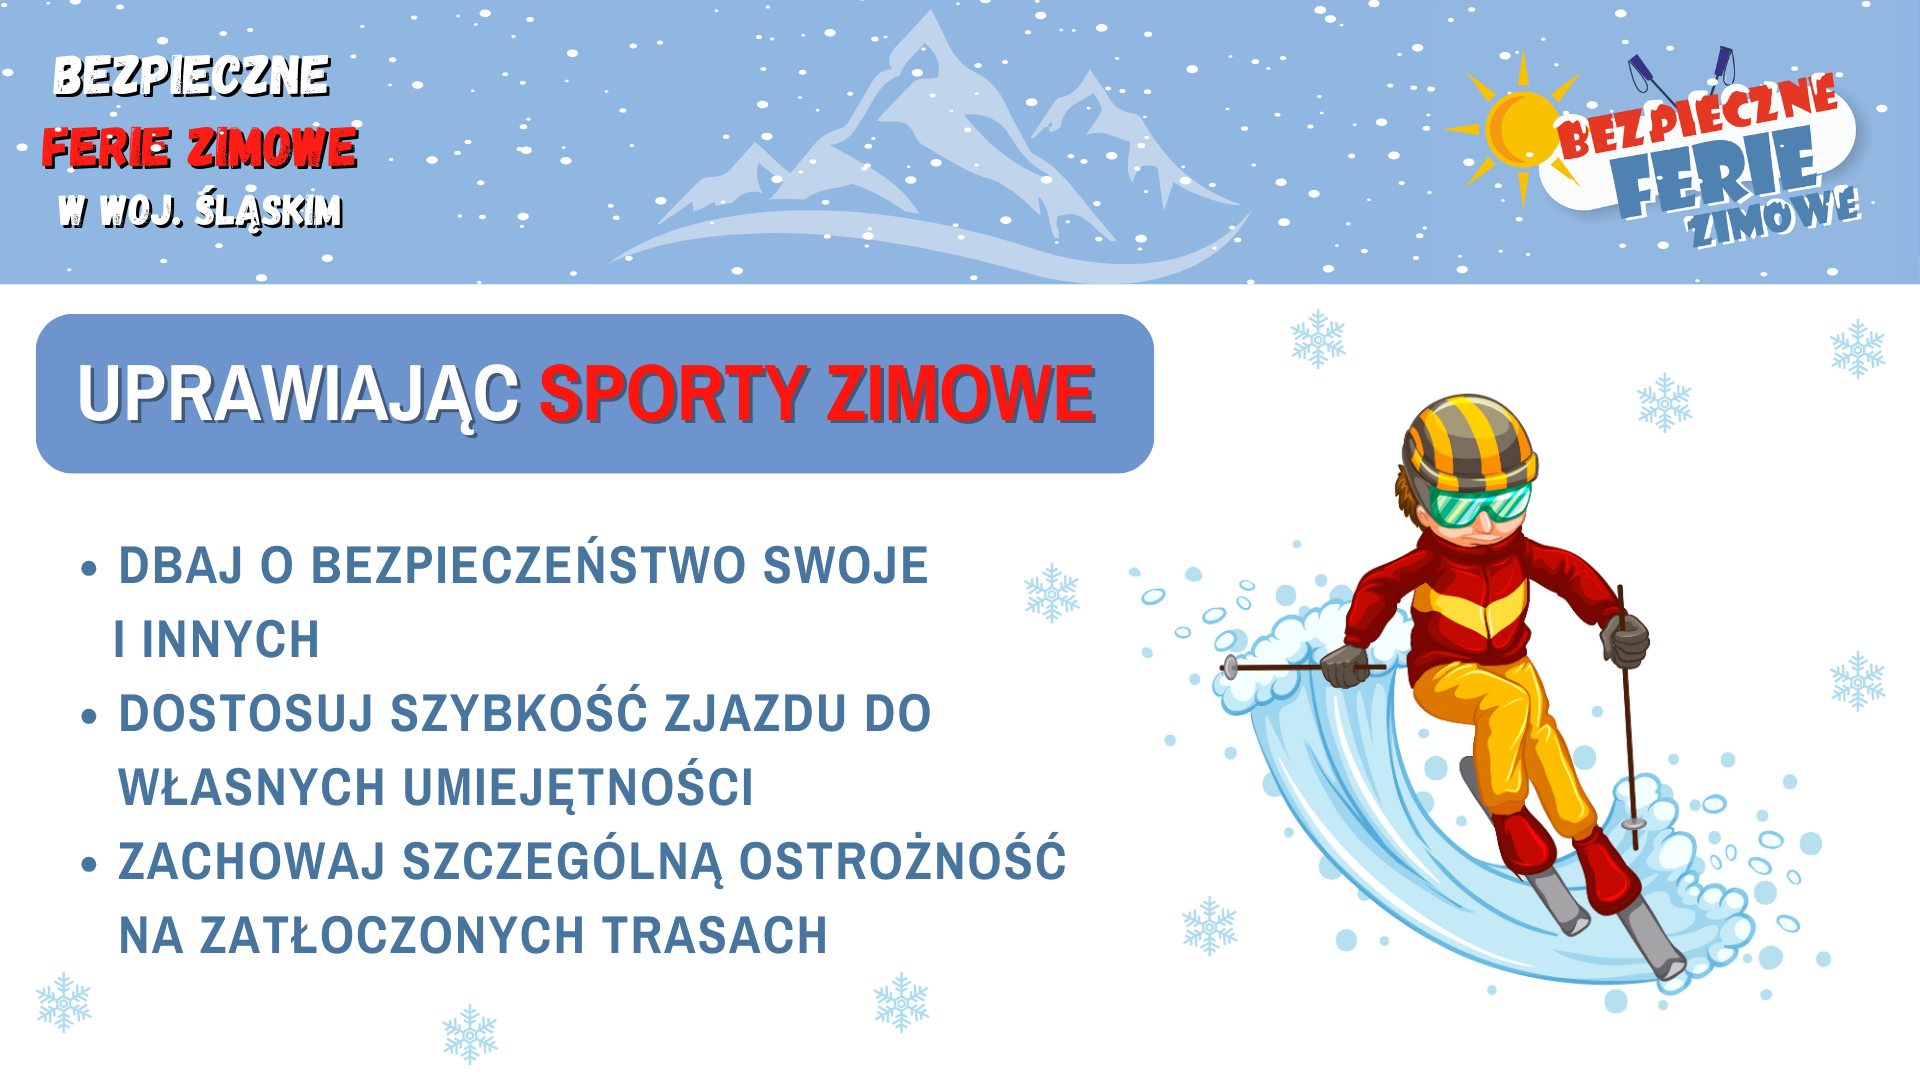 BEZPIECZNE
FERIE ZIMOWE
W WOJ. ŚLĄSKIM
BEZPIECZNE
FERIE
ZIMOWE
UPRAWIAJĄC SPORTY ZIMOWE
• DBAJ O BEZPIECZEŃSTWO SWOJE
I INNYCH
• DOSTOSUJ SZYBKOŚĆ ZJAZDU DO
WŁASNYCH UMIEJĘTNOŚCI
• ZACHOWAJ SZCZEGÓLNĄ OSTROŻNOŚĆ
NA ZATŁOCZONYCH TRASACH